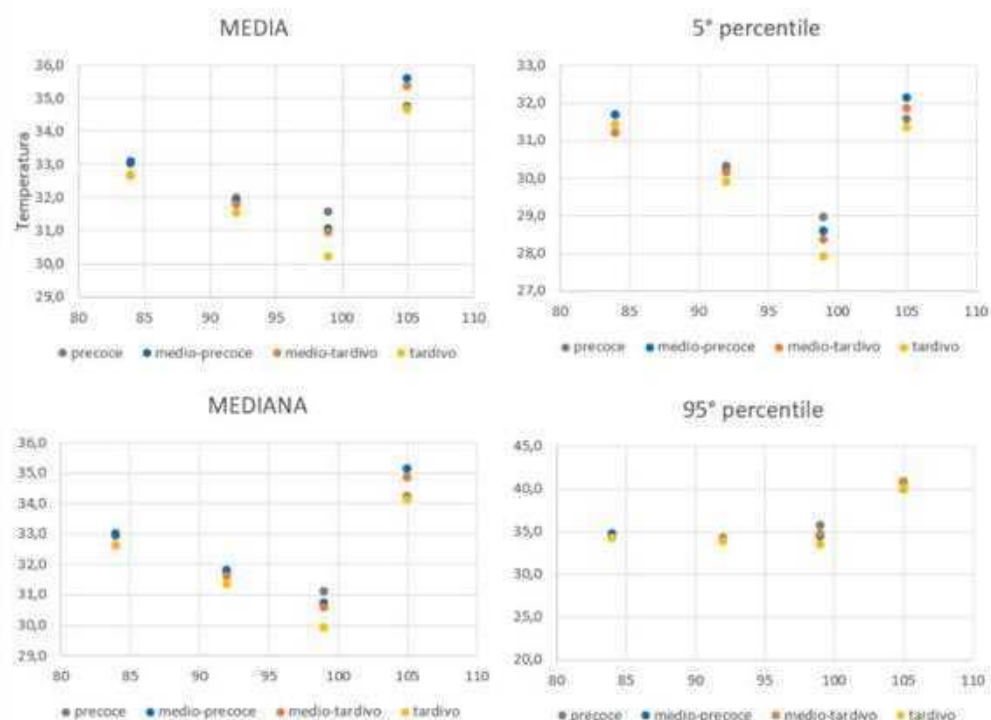 MEDIA
36,0
35,0
34,0
33,0
32,0
31,0
30,0
29,0
Temperatura
80 85 90 95 100 105 110
precoce medio-precoce medio-tardivo tardivo
5° percentile
33,0
32,0
31,0
30,0
29,0
28,0
27,0
80 85 90 95 100 105 110
precoce medio-precoce medio-tardivo tardivo
MEDIANA
36,0
35,0
34,0
33,0
32,0
31,0
30,0
29,0
80 85 90 95 100 105 110
precoce medio-precoce medio-tardivo tardivo
95° percentile
45,0
40,0
35,0
30,0
25,0
20,0
80 85 90 95 100 105 110
precoce medio-precoce medio-tardivo tardivo